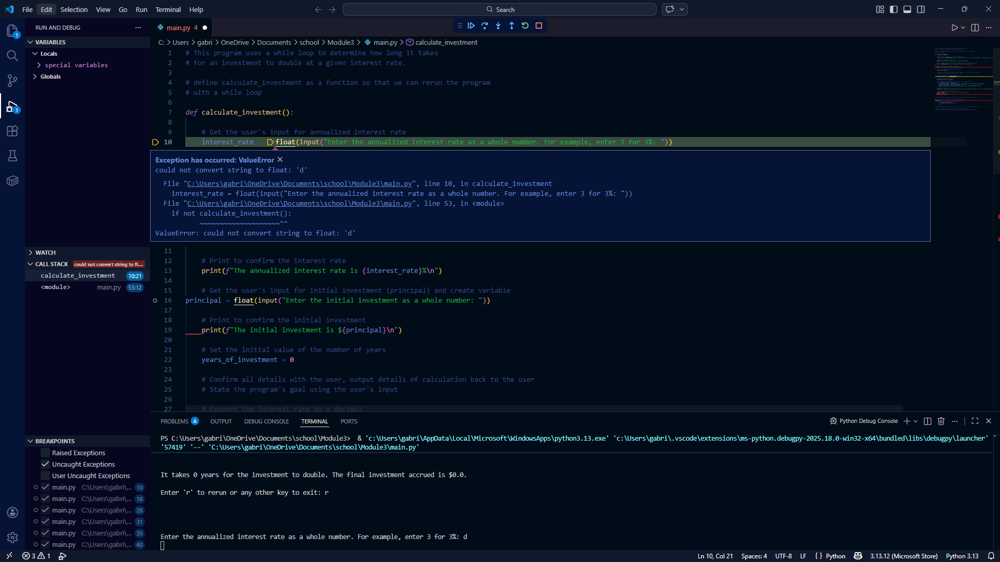 File Edit Selection View Go Run Terminal Help
Search
RUN AND DEBUG
VARIABLES
Locals
special variables
Globals
WATCH
CALL STACK could not convert string to fl...
calculate_investment 10:21
<module> main.py 53:12
BREAKPOINTS
Raised Exceptions
Uncaught Exceptions
User Uncaught Exceptions
main.py C:\Users\gabri\... 10
main.py C:\Users\gabri\... 16
main.py C:\Users\gabri\... 28
main.py C:\Users\gabri\... 31
main.py C:\Users\gabri\... 35
main.py C:\Users\gabri\... 40
main.py 4
C: > Users > gabri > OneDrive > Documents > school > Module3 > main.py > calculate_investment
1 # This program uses a while loop to determine how long it takes
2 # for an investment to double at a given interest rate.
3
4 # define calculate_investment as a function so that we can rerun the program
5 # with a while loop
6
7 def calculate_investment():
8
9 # Get the user's input for annualized interest rate
10 interest_rate = float(input("Enter the annualized interest rate as a whole number. For example, enter 3 for 3%: "))
Exception has occurred: ValueError
could not convert string to float: 'd'
File "C:\Users\gabri\OneDrive\Documents\school\Module3\main.py", line 10, in calculate_investment
interest_rate = float(input("Enter the annualized interest rate as a whole number. For example, enter 3 for 3%: "))
File "C:\Users\gabri\OneDrive\Documents\school\Module3\main.py", line 53, in <module>
if not calculate_investment():
~~~~~~~~~~~~~~~~~~~~^^
ValueError: could not convert string to float: 'd'
11
12 # Print to confirm the interest rate
13 print(f"The annualized interest rate is {interest_rate}%\n")
14
15 # Get the user's input for initial investment (principal) and create variable
16 principal = float(input("Enter the initial investment as a whole number: "))
17
18 # Print to confirm the initial investment
19 print(f"The initial investment is ${principal}\n")
20
21 # Set the initial value of the number of years
22 years_of_investment = 0
23
24 # Confirm all details with the user, output details of calculation back to the user
25 # State the program's goal using the user's input
26
27 # Convert the interest rate to a decimal
PROBLEMS 4 OUTPUT DEBUG CONSOLE TERMINAL PORTS
Python Debug Console
PS C:\Users\gabri\OneDrive\Documents\school\Module3> & 'c:\Users\gabri\AppData\Local\Microsoft\WindowsApps\python3.13.exe' 'c:\Users\gabri\.vscode\extensions\ms-python.debugpy-2025.18.0-win32-x64\bundled\libs\debugpy\launcher'
'57419' '--' 'C:\Users\gabri\OneDrive\Documents\school\Module3\main.py'
It takes 0 years for the investment to double. The final investment accrued is $0.0.
Enter 'r' to rerun or any other key to exit: r
Enter the annualized interest rate as a whole number. For example, enter 3 for 3%: d
3 1
Ln 10, Col 21 Spaces: 4 UTF-8 LF { } Python 3.13.12 (Microsoft Store) Python 3.13